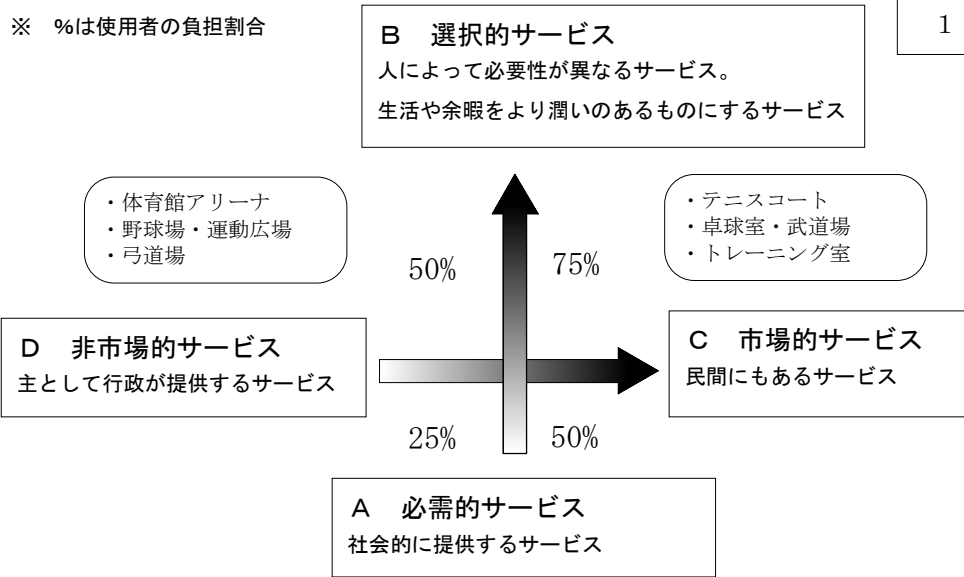 ※ %は使用者の負担割合
1
B 選択的サービス
人によって必要性が異なるサービス。
生活や余暇をより潤いのあるものにするサービス
・体育館アリーナ
・野球場・運動広場
・弓道場
・テニスコート
・卓球室・武道場
・トレーニング室
50%
75%
D 非市場的サービス
主として行政が提供するサービス
C 市場的サービス
民間にもあるサービス
25%
50%
A 必需的サービス
社会的に提供するサービス